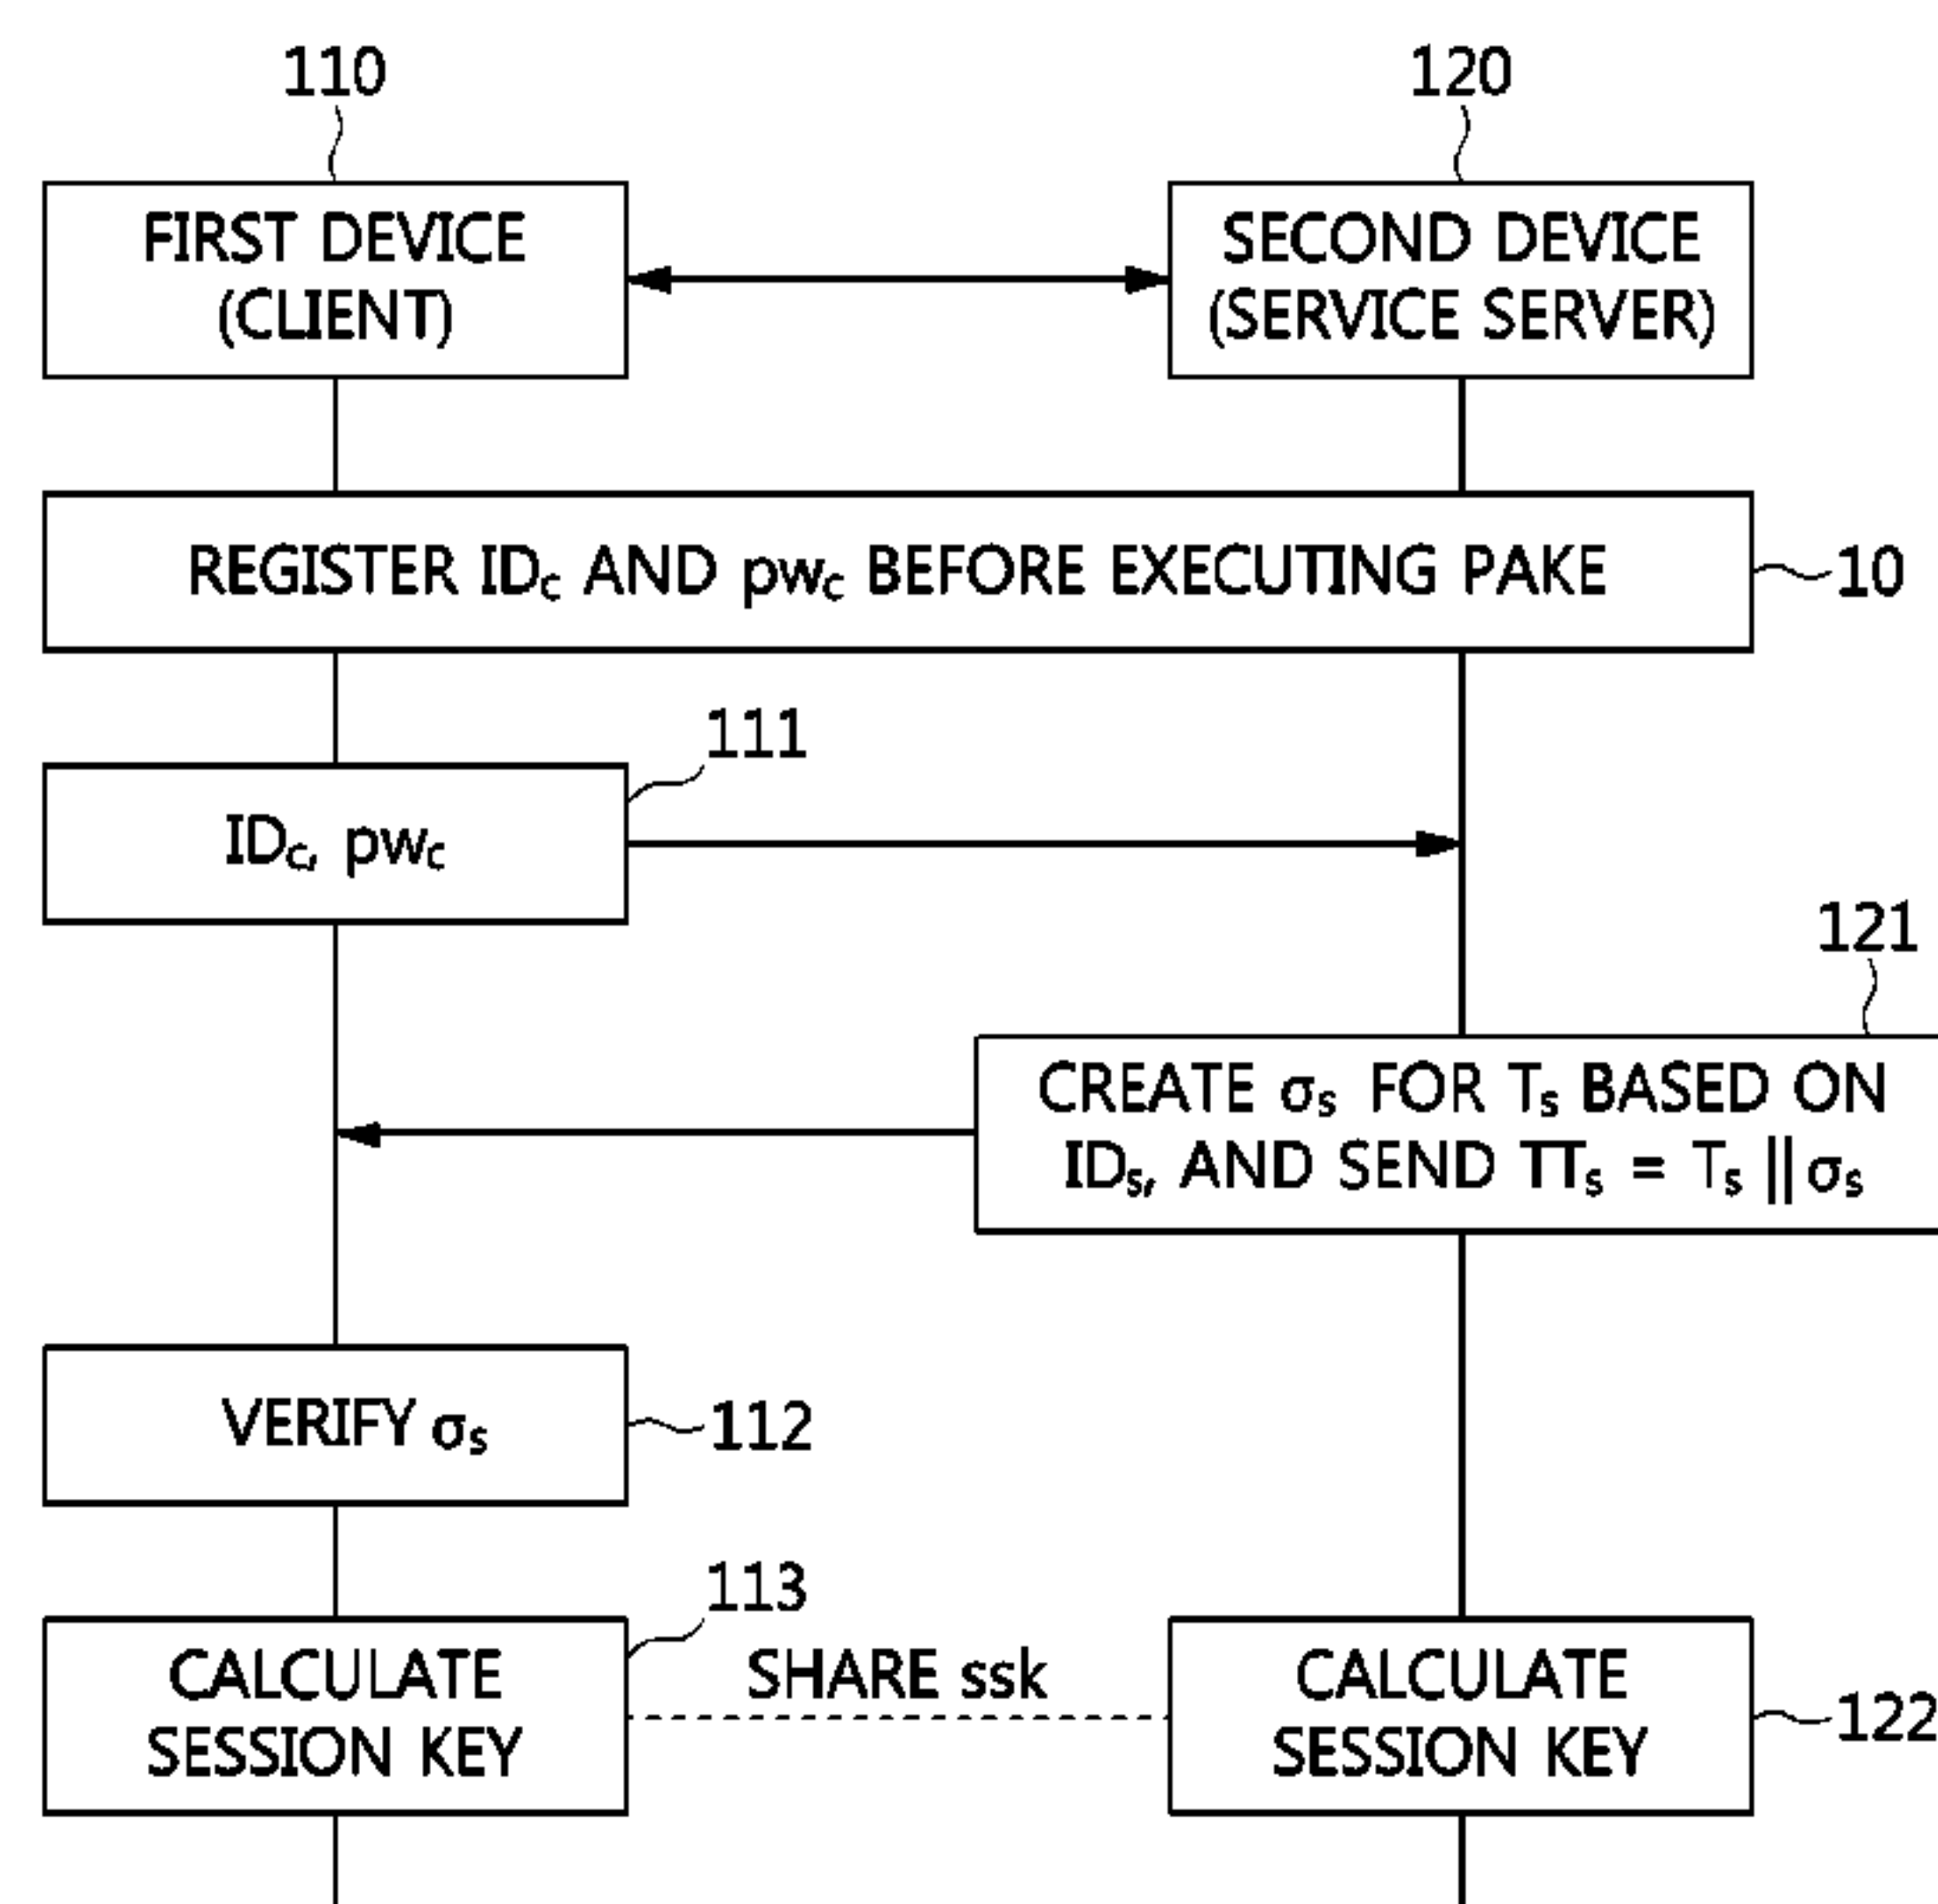 110
120
FIRST DEVICE
(CLIENT)
SECOND DEVICE
(SERVICE SERVER)
REGISTER IDc AND pwc BEFORE EXECUTING PAKE
10
111
IDc, pwc
121
CREATE σs FOR Ts BASED ON
IDs, AND SEND TTs = Ts || σs
VERIFY σs
112
113
CALCULATE
SESSION KEY
SHARE ssk
CALCULATE
SESSION KEY
122